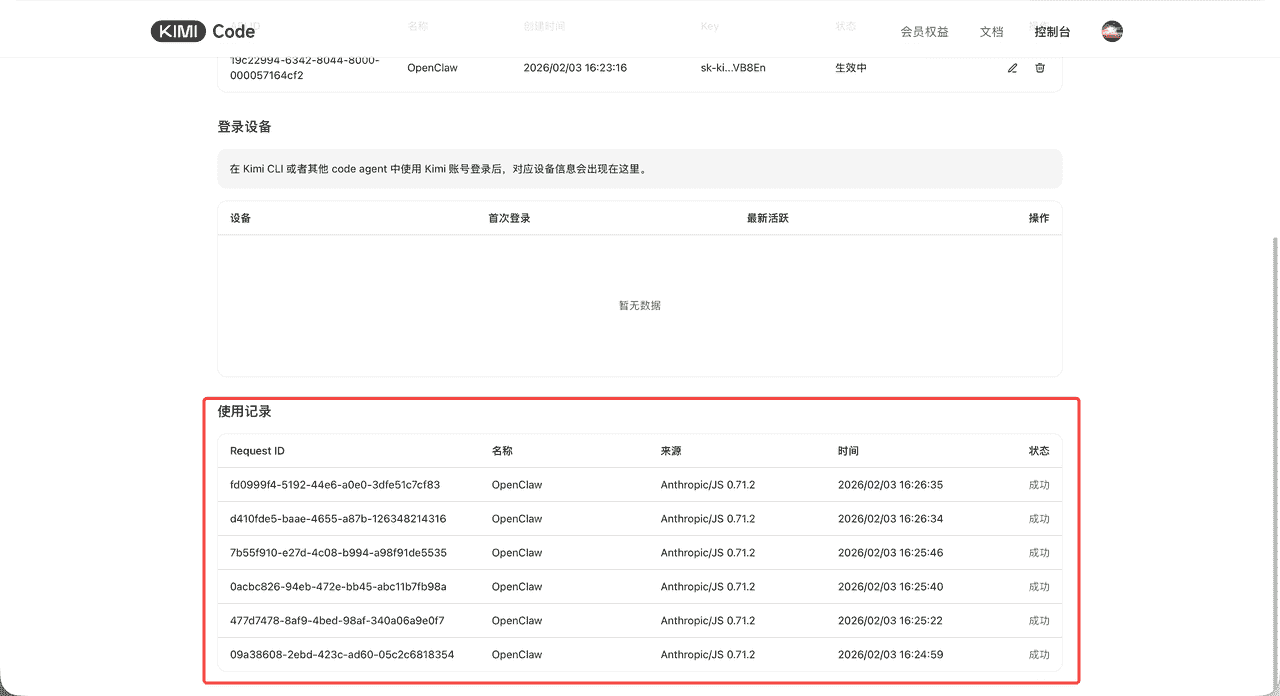 KIMI Code 会员权益 文档 控制台
名称 创建时间 Key 状态
19c22994-6342-8044-8000-
000057164cf2
OpenClaw 2026/02/03 16:23:16 sk-ki...VB8En 生效中
登录设备
在 Kimi CLI 或者其他 code agent 中使用 Kimi 账号登录后，对应设备信息会出现在这里。
设备 首次登录 最新活跃 操作
暂无数据
使用记录
Request ID 名称 来源 时间 状态
fd0999f4-5192-44e6-a0e0-3dfe51c7cf83 OpenClaw Anthropic/JS 0.71.2 2026/02/03 16:26:35 成功
d410fde5-baae-4655-a87b-126348214316 OpenClaw Anthropic/JS 0.71.2 2026/02/03 16:26:34 成功
7b55f910-e27d-4c08-b994-a98f91de5535 OpenClaw Anthropic/JS 0.71.2 2026/02/03 16:25:46 成功
0acbc826-94eb-472e-bb45-abc11b7fb98a OpenClaw Anthropic/JS 0.71.2 2026/02/03 16:25:40 成功
477d7478-8af9-4bed-98af-340a06a9e0f7 OpenClaw Anthropic/JS 0.71.2 2026/02/03 16:25:22 成功
09a38608-2ebd-423c-ad60-05c2c6818354 OpenClaw Anthropic/JS 0.71.2 2026/02/03 16:24:59 成功